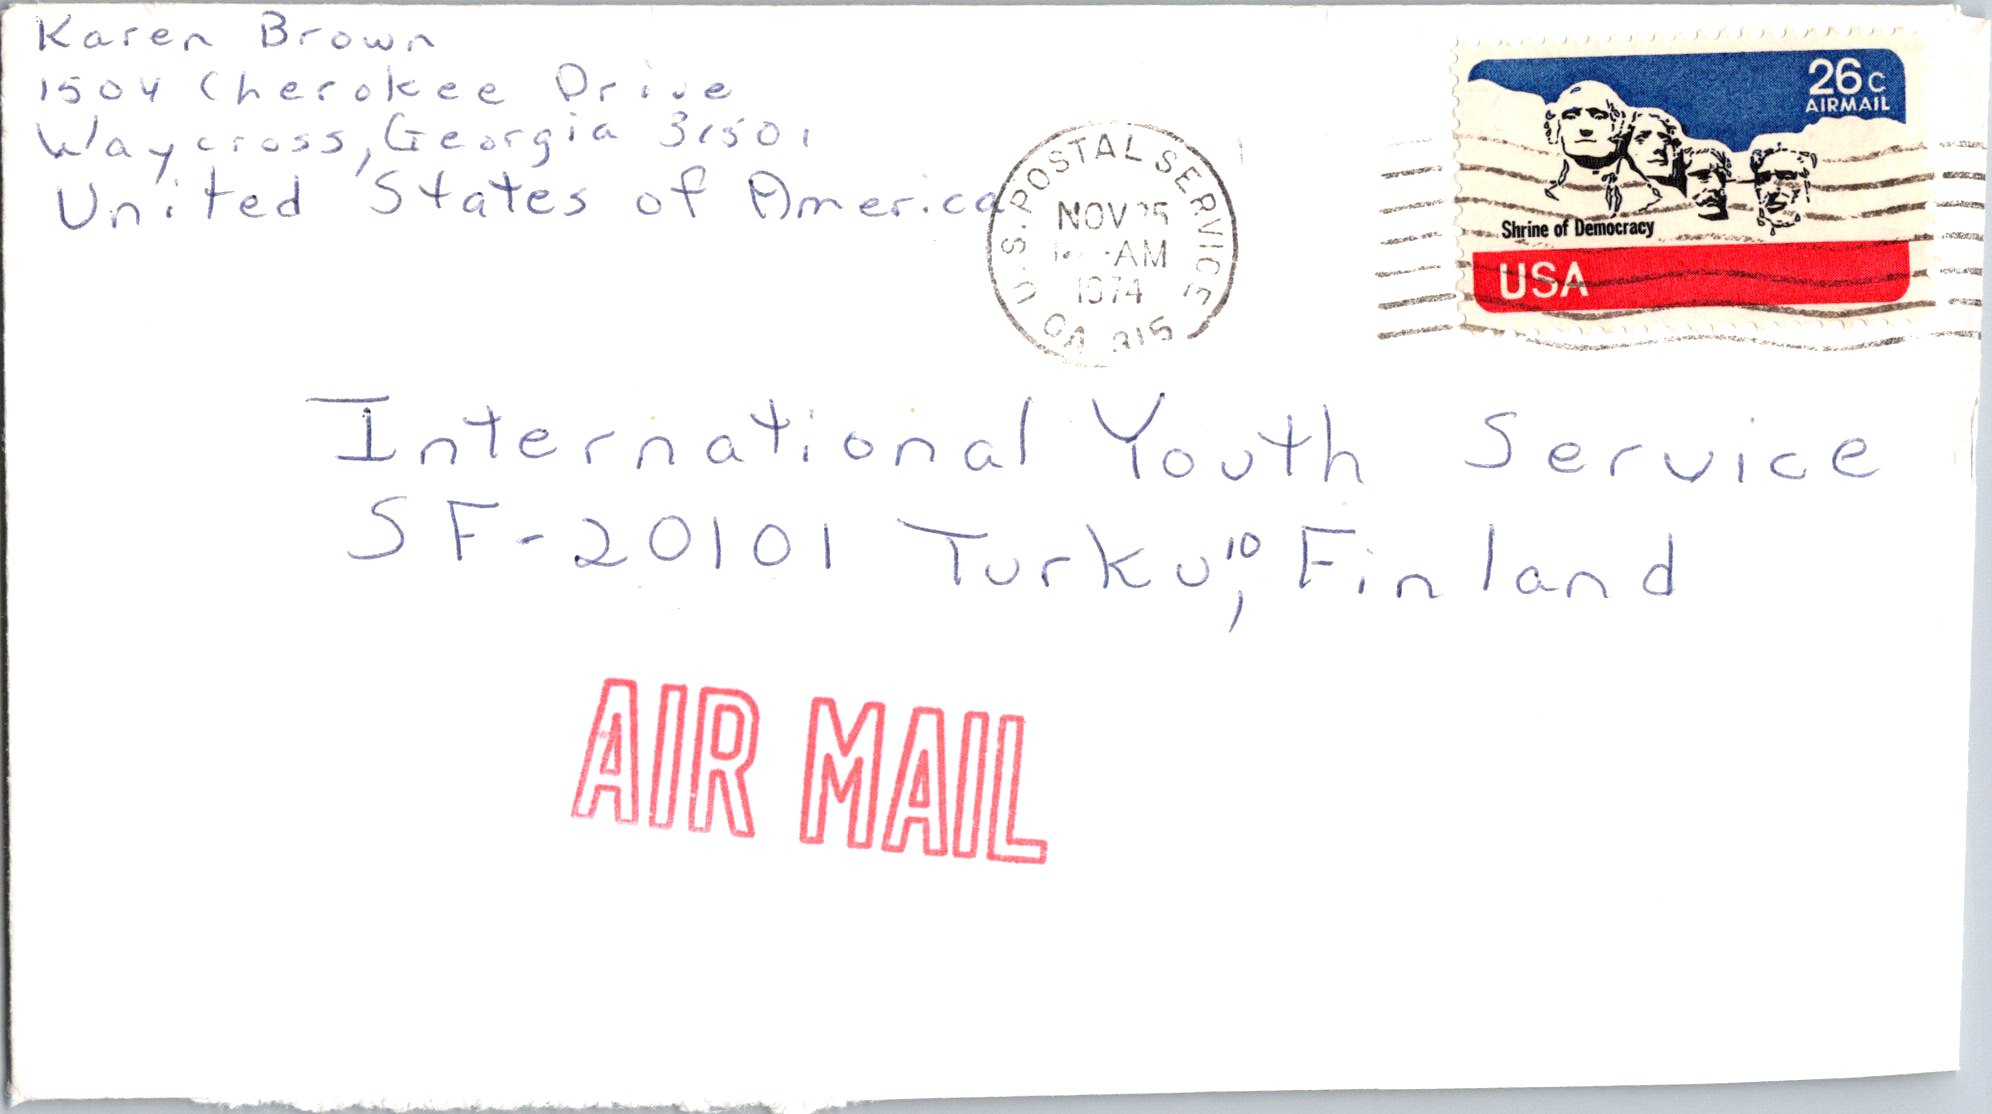 Karen Brown
1504 Cherokee Drive
Waycross, Georgia 31501
United States of America
U.S. POSTAL SERVICE
NOV 25
AM
1974
GA 315
26c
AIRMAIL
Shrine of Democracy
USA
International Youth Service
SF-20101 Turku 10, Finland
AIR MAIL